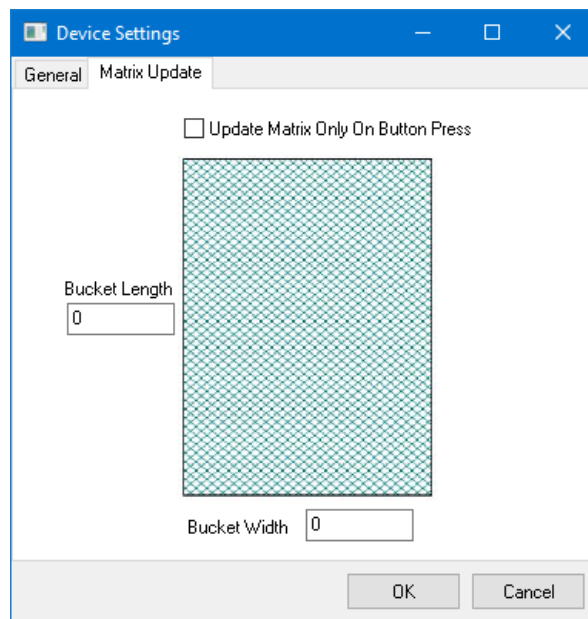 Device Settings
General Matrix Update
Update Matrix Only On Button Press
Bucket Length
0
Bucket Width 0
OK Cancel